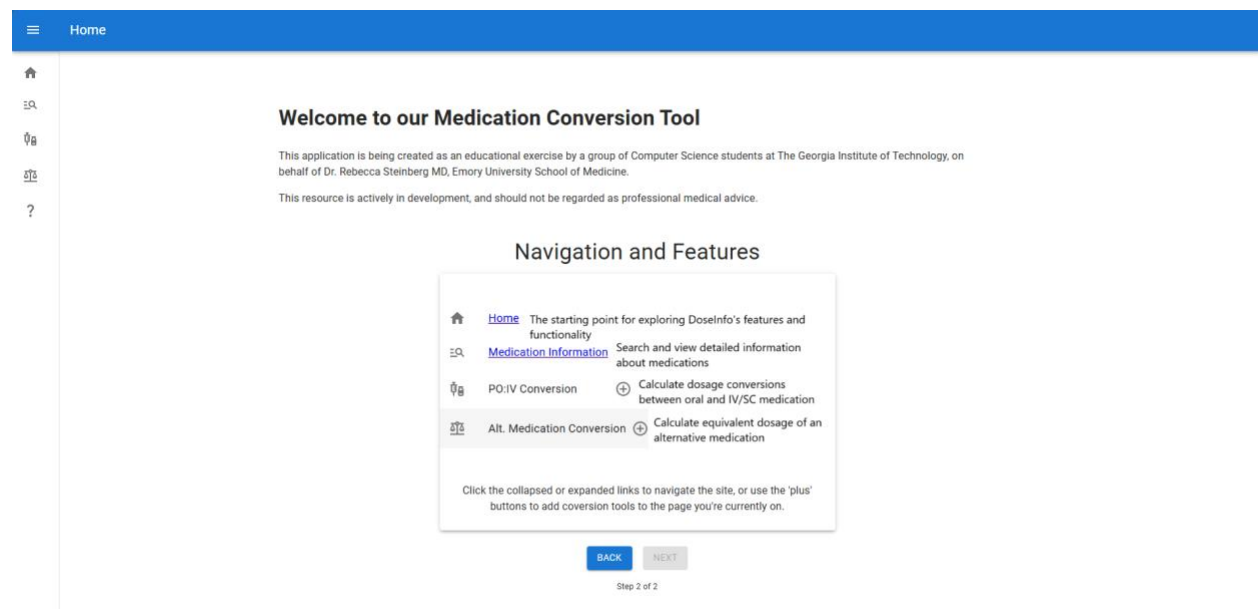 Home
Welcome to our Medication Conversion Tool
This application is being created as an educational exercise by a group of Computer Science students at The Georgia Institute of Technology, on
behalf of Dr. Rebecca Steinberg MD, Emory University School of Medicine.
This resource is actively in development, and should not be regarded as professional medical advice.
Navigation and Features
Home The starting point for exploring DoseInfo's features and
functionality
Medication Information Search and view detailed information
about medications
PO:IV Conversion Calculate dosage conversions
between oral and IV/SC medication
Alt. Medication Conversion Calculate equivalent dosage of an
alternative medication
Click the collapsed or expanded links to navigate the site, or use the 'plus'
buttons to add coversion tools to the page you're currently on.
BACK NEXT
Step 2 of 2